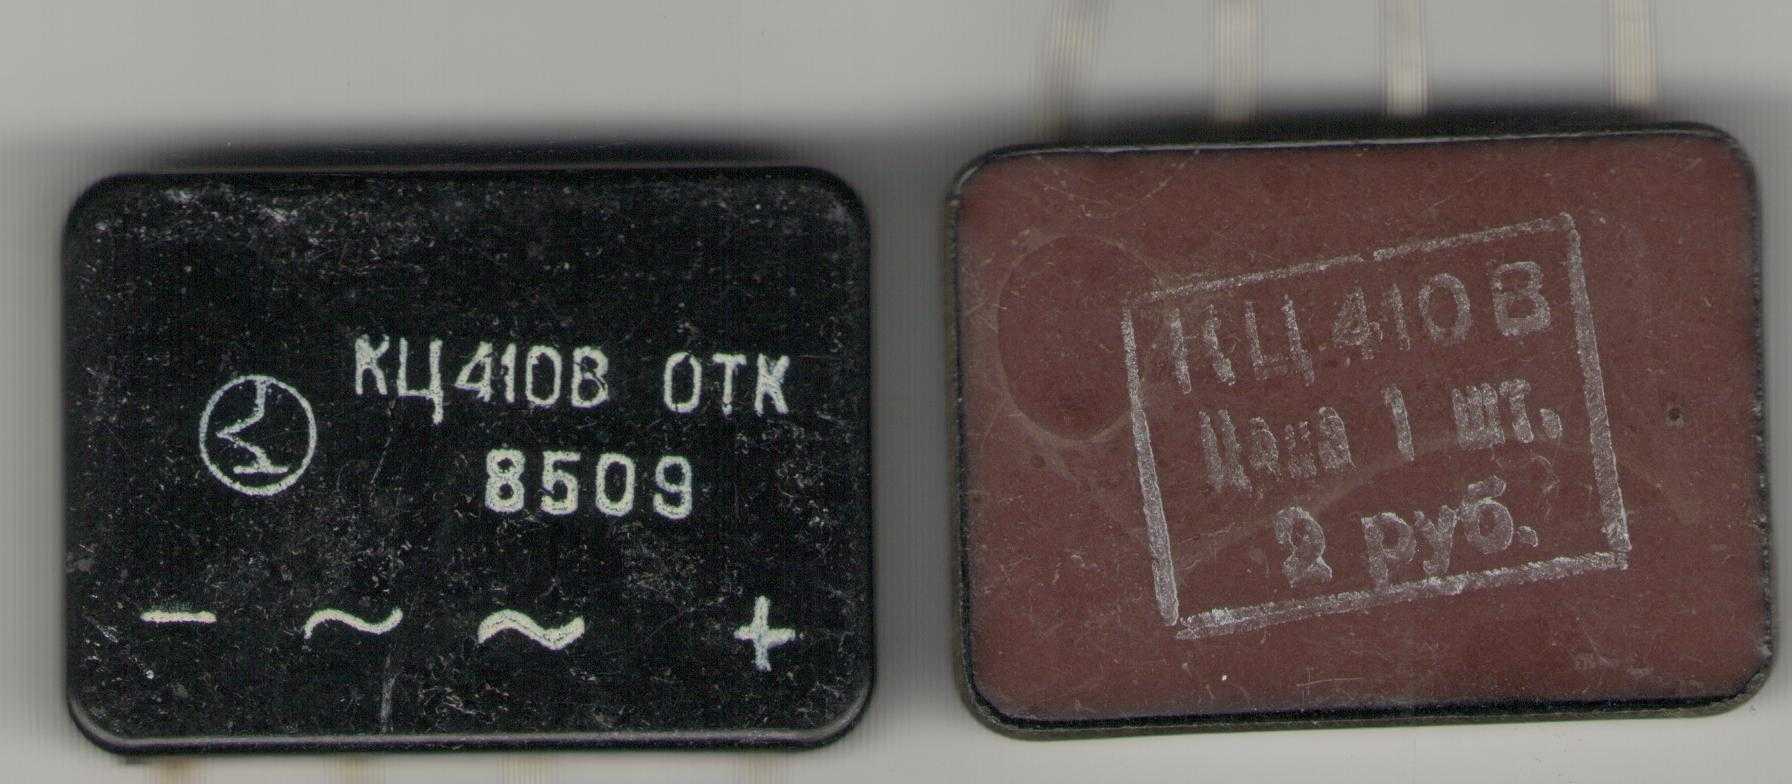 КЦ410В ОТК
8509
− ~ ~ +
КЦ410В
Цена 1 шт.
2 руб.